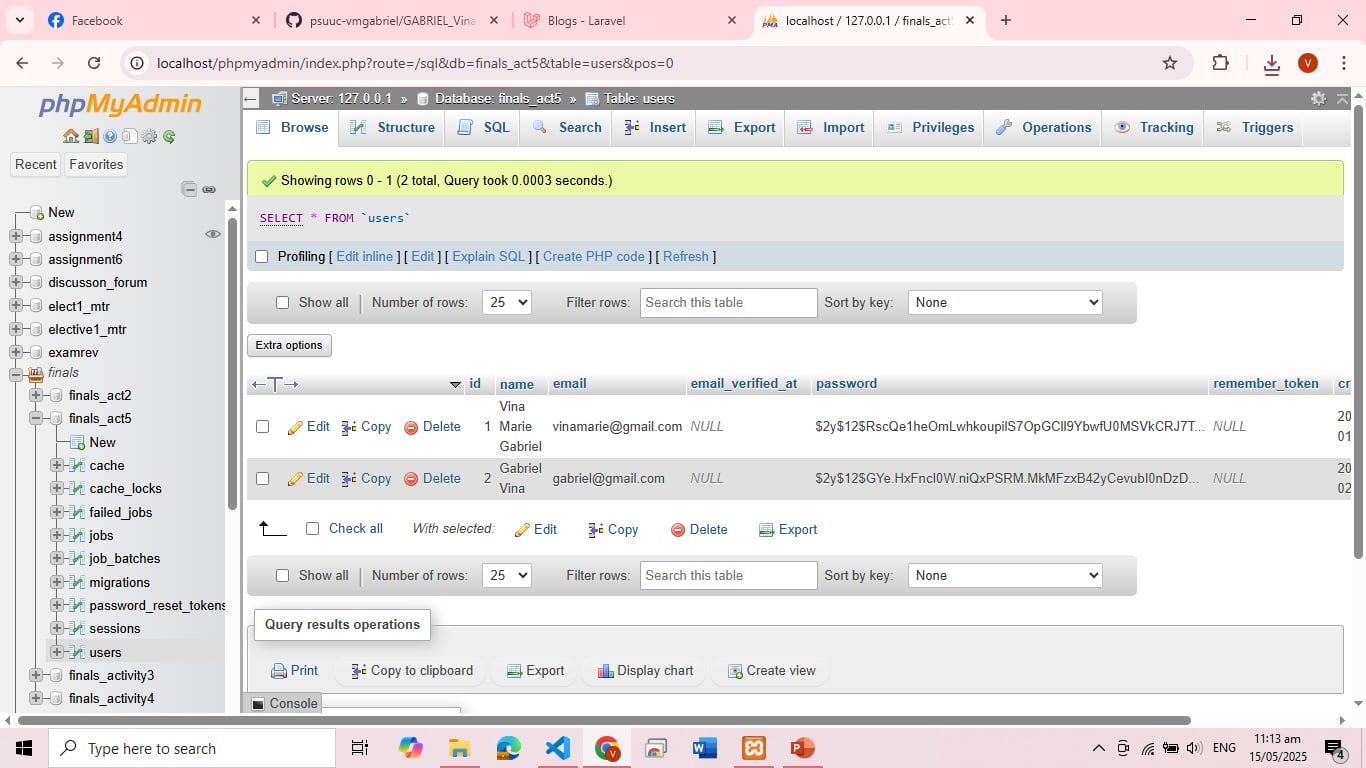 Facebook
psuuc-vmgabriel/GABRIEL_Vina
Blogs - Laravel
PMA
localhost / 127.0.0.1 / finals_act
localhost/phpmyadmin/index.php?route=/sql&db=finals_act5&table=users&pos=0
V
phpMyAdmin
Recent
Favorites
New
assignment4
assignment6
discusson_forum
elect1_mtr
elective1_mtr
examrev
finals
finals_act2
finals_act5
New
cache
cache_locks
failed_jobs
jobs
job_batches
migrations
password_reset_tokens
sessions
users
finals_activity3
finals_activity4
Server: 127.0.0.1 » Database: finals_act5 » Table: users
Browse Structure SQL Search Insert Export Import Privileges Operations Tracking Triggers
Showing rows 0 - 1 (2 total, Query took 0.0003 seconds.)
SELECT * FROM `users`
Profiling [ Edit inline ] [ Edit ] [ Explain SQL ] [ Create PHP code ] [ Refresh ]
Show all | Number of rows: 25 Filter rows: Search this table Sort by key: None
Extra options
id name email email_verified_at password remember_token cr
Edit Copy Delete 1 Vina Marie Gabriel vinamarie@gmail.com NULL $2y$12$RscQe1heOmLwhkoupilS7OpGCll9YbwfU0MSVkCRJ7T... NULL 20 01
Edit Copy Delete 2 Gabriel Vina gabriel@gmail.com NULL $2y$12$GYe.HxFncI0W.niQxPSRM.MkMFzxB42yCevubI0nDzD... NULL 20 02
Check all With selected: Edit Copy Delete Export
Show all | Number of rows: 25 Filter rows: Search this table Sort by key: None
Query results operations
Print Copy to clipboard Export Display chart Create view
Console
Type here to search
V
ENG
11:13 am
15/05/2025
4